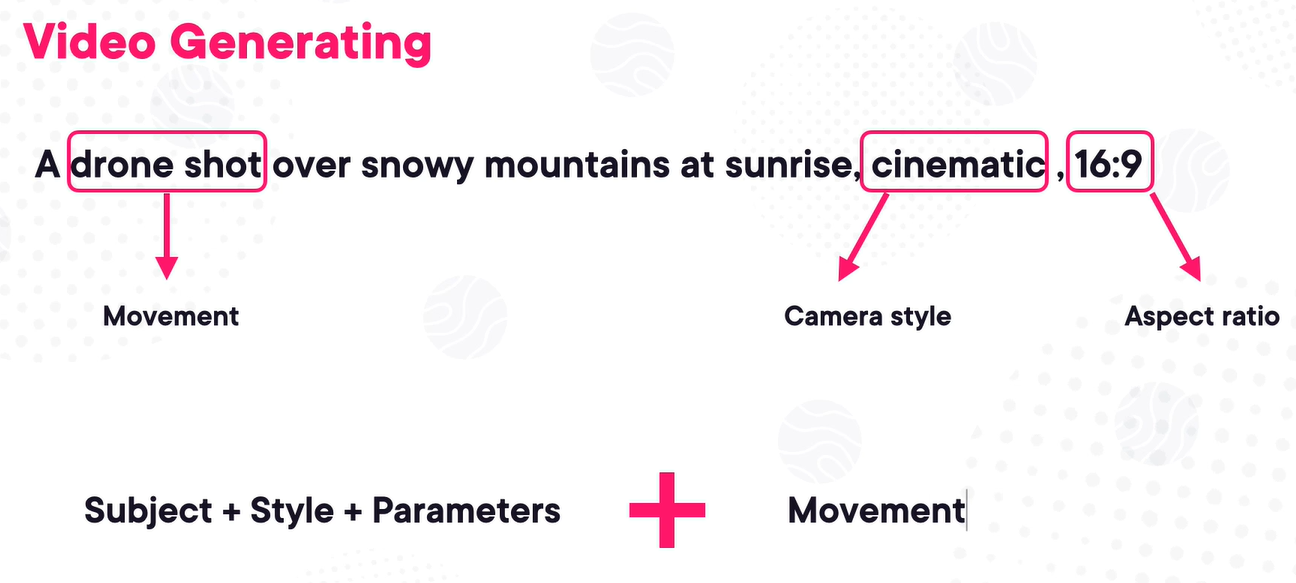 Video Generating
A drone shot over snowy mountains at sunrise, cinematic , 16:9
Movement Camera style Aspect ratio
Subject + Style + Parameters + Movement